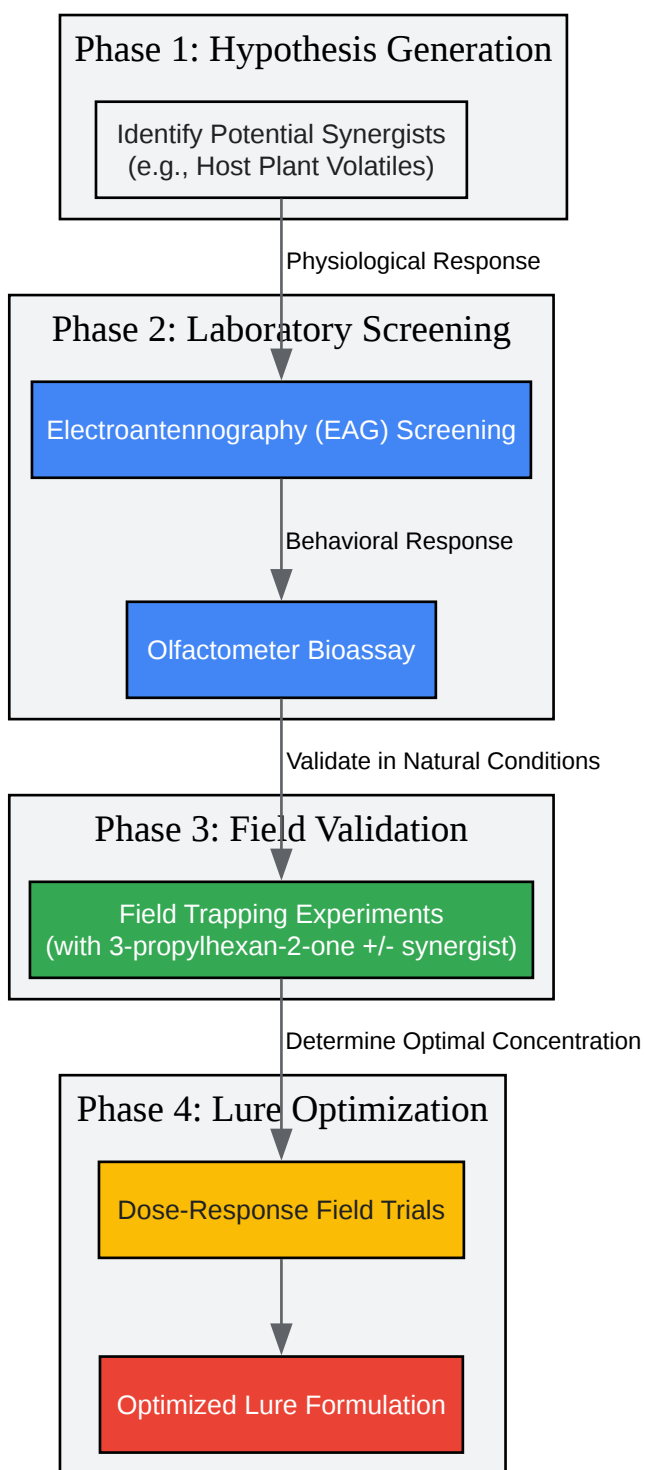 Phase 1: Hypothesis Generation
Identify Potential Synergists
(e.g., Host Plant Volatiles)
Physiological Response
Phase 2: Laboratory Screening
Electroantennography (EAG) Screening
Behavioral Response
Olfactometer Bioassay
Validate in Natural Conditions
Phase 3: Field Validation
Field Trapping Experiments
(with 3-propylhexan-2-one +/- synergist)
Determine Optimal Concentration
Phase 4: Lure Optimization
Dose-Response Field Trials
Optimized Lure Formulation